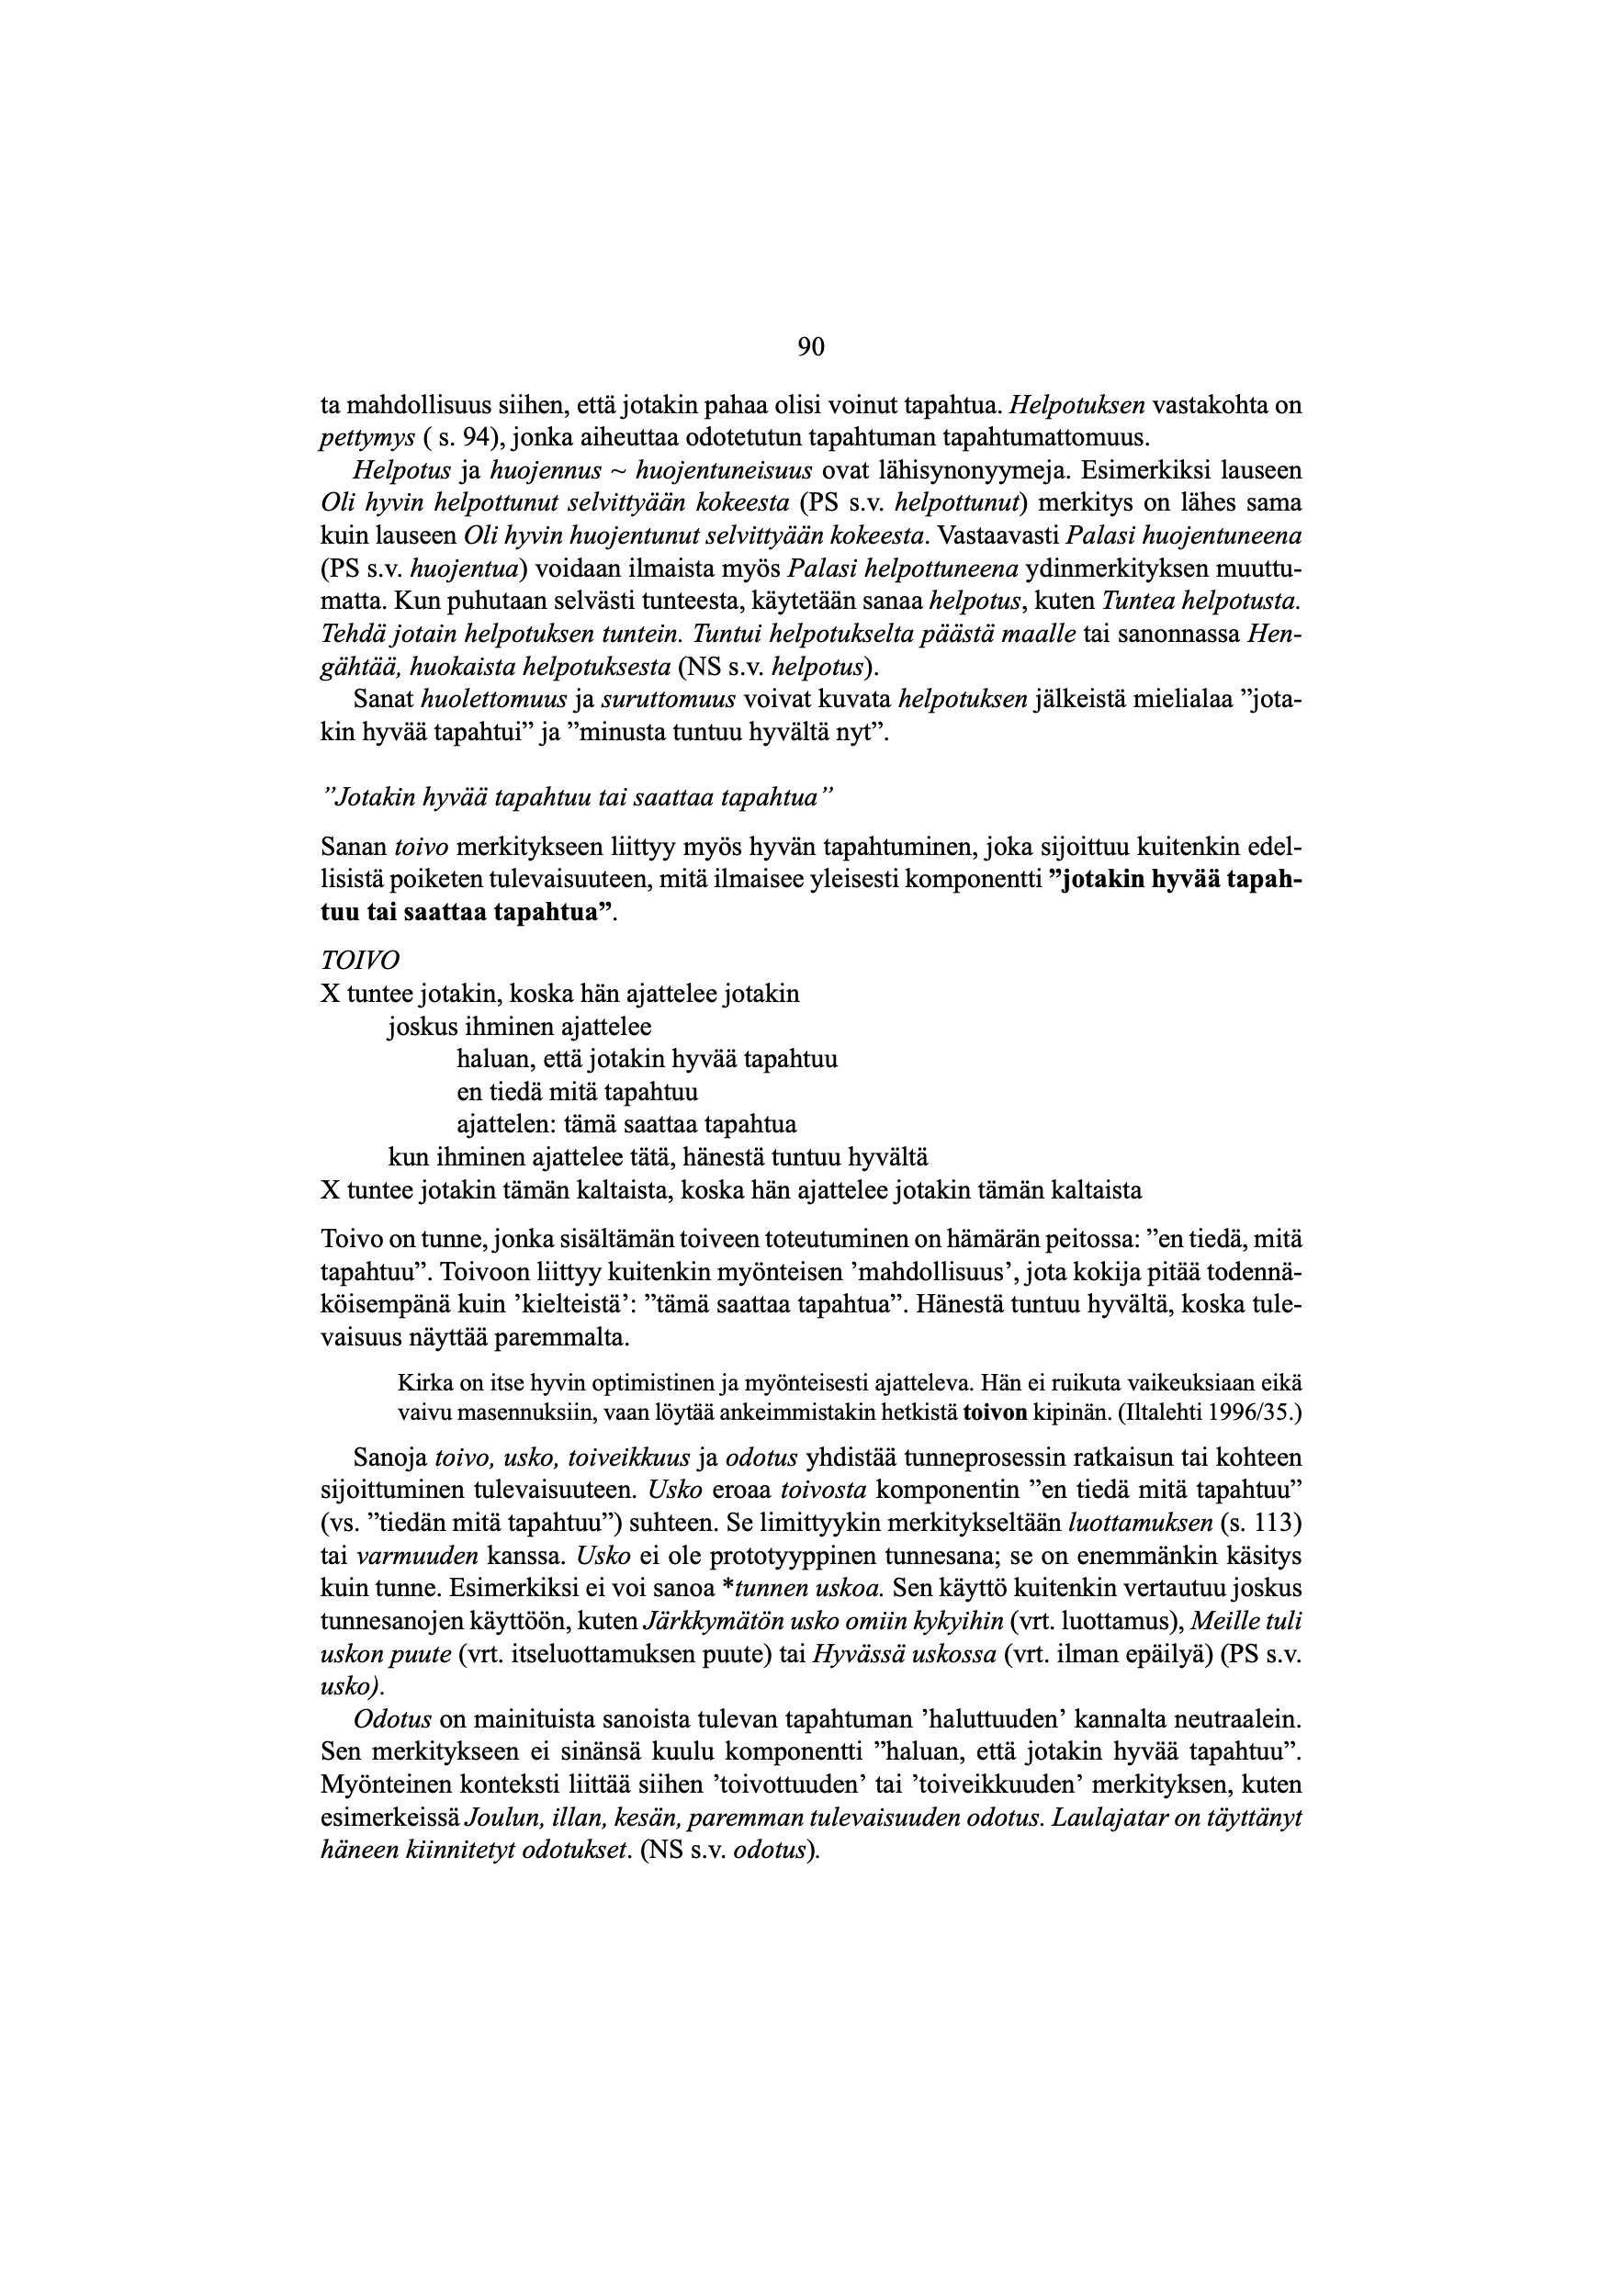 90
ta mahdollisuus siihen, että jotakin pahaa olisi voinut tapahtua. Helpotuksen vastakohta on
pettymys ( s. 94), jonka aiheuttaa odotetutun tapahtuman tapahtumattomuus.
Helpotus ja huojennus ~ huojentuneisuus ovat lähisynonyymeja. Esimerkiksi lauseen
Oli hyvin helpottunut selvittyään kokeesta (PS s.v. helpottunut) merkitys on lähes sama
kuin lauseen Oli hyvin huojentunut selvittyään kokeesta. Vastaavasti Palasi huojentuneena
(PS s.v. huojentua) voidaan ilmaista myös Palasi helpottuneena ydinmerkityksen muuttu-
matta. Kun puhutaan selvästi tunteesta, käytetään sanaa helpotus, kuten Tuntea helpotusta.
Tehdä jotain helpotuksen tuntein. Tuntui helpotukselta päästä maalle tai sanonnassa Hen-
gähtää, huokaista helpotuksesta (NS s.v. helpotus).
Sanat huolettomuus ja suruttomuus voivat kuvata helpotuksen jälkeistä mielialaa ”jota-
kin hyvää tapahtui” ja ”minusta tuntuu hyvältä nyt”.
”Jotakin hyvää tapahtuu tai saattaa tapahtua”
Sanan toivo merkitykseen liittyy myös hyvän tapahtuminen, joka sijoittuu kuitenkin edel-
lisistä poiketen tulevaisuuteen, mitä ilmaisee yleisesti komponentti ”jotakin hyvää tapah-
tuu tai saattaa tapahtua”.
TOIVO
X tuntee jotakin, koska hän ajattelee jotakin
joskus ihminen ajattelee
haluan, että jotakin hyvää tapahtuu
en tiedä mitä tapahtuu
ajattelen: tämä saattaa tapahtua
kun ihminen ajattelee tätä, hänestä tuntuu hyvältä
X tuntee jotakin tämän kaltaista, koska hän ajattelee jotakin tämän kaltaista
Toivo on tunne, jonka sisältämän toiveen toteutuminen on hämärän peitossa: ”en tiedä, mitä
tapahtuu”. Toivoon liittyy kuitenkin myönteisen ’mahdollisuus’, jota kokija pitää todennä-
köisempänä kuin ’kielteistä’: ”tämä saattaa tapahtua”. Hänestä tuntuu hyvältä, koska tule-
vaisuus näyttää paremmalta.
Kirka on itse hyvin optimistinen ja myönteisesti ajatteleva. Hän ei ruikuta vaikeuksiaan eikä
vaivu masennuksiin, vaan löytää ankeimmistakin hetkistä toivon kipinän. (Iltalehti 1996/35.)
Sanoja toivo, usko, toiveikkuus ja odotus yhdistää tunneprosessin ratkaisun tai kohteen
sijoittuminen tulevaisuuteen. Usko eroaa toivosta komponentin ”en tiedä mitä tapahtuu”
(vs. ”tiedän mitä tapahtuu”) suhteen. Se limittyykin merkitykseltään luottamuksen (s. 113)
tai varmuuden kanssa. Usko ei ole prototyyppinen tunnesana; se on enemmänkin käsitys
kuin tunne. Esimerkiksi ei voi sanoa *tunnen uskoa. Sen käyttö kuitenkin vertautuu joskus
tunnesanojen käyttöön, kuten Järkkymätön usko omiin kykyihin (vrt. luottamus), Meille tuli
uskon puute (vrt. itseluottamuksen puute) tai Hyvässä uskossa (vrt. ilman epäilyä) (PS s.v.
usko).
Odotus on mainituista sanoista tulevan tapahtuman ’haluttuuden’ kannalta neutraalein.
Sen merkitykseen ei sinänsä kuulu komponentti ”haluan, että jotakin hyvää tapahtuu”.
Myönteinen konteksti liittää siihen ’toivottuuden’ tai ’toiveikkuuden’ merkityksen, kuten
esimerkeissä Joulun, illan, kesän, paremman tulevaisuuden odotus. Laulajatar on täyttänyt
häneen kiinnitetyt odotukset. (NS s.v. odotus).